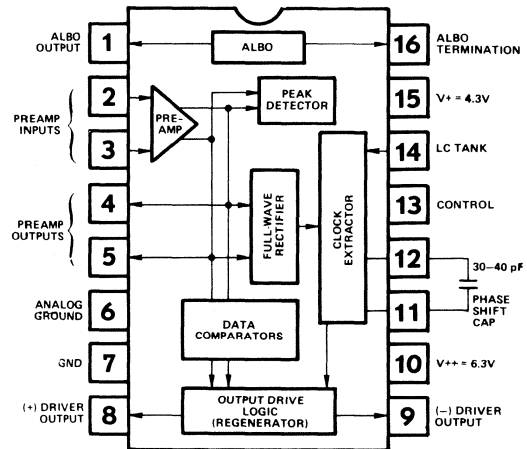 ALBO
OUTPUT
1
ALBO
16
ALBO
TERMINATION
2
PREAMP
INPUTS
3
PRE-
AMP
PEAK
DETECTOR
15
V+ = 4.3V
14
LC TANK
4
PREAMP
OUTPUTS
5
FULL-WAVE
RECTIFIER
CLOCK
EXTRACTOR
13
CONTROL
12
30–40 pF
11
PHASE
SHIFT
CAP
ANALOG
GROUND
6
DATA
COMPARATORS
GND
7
10
V++ = 6.3V
(+) DRIVER
OUTPUT
8
OUTPUT DRIVE
LOGIC
(REGENERATOR)
9
(–) DRIVER
OUTPUT